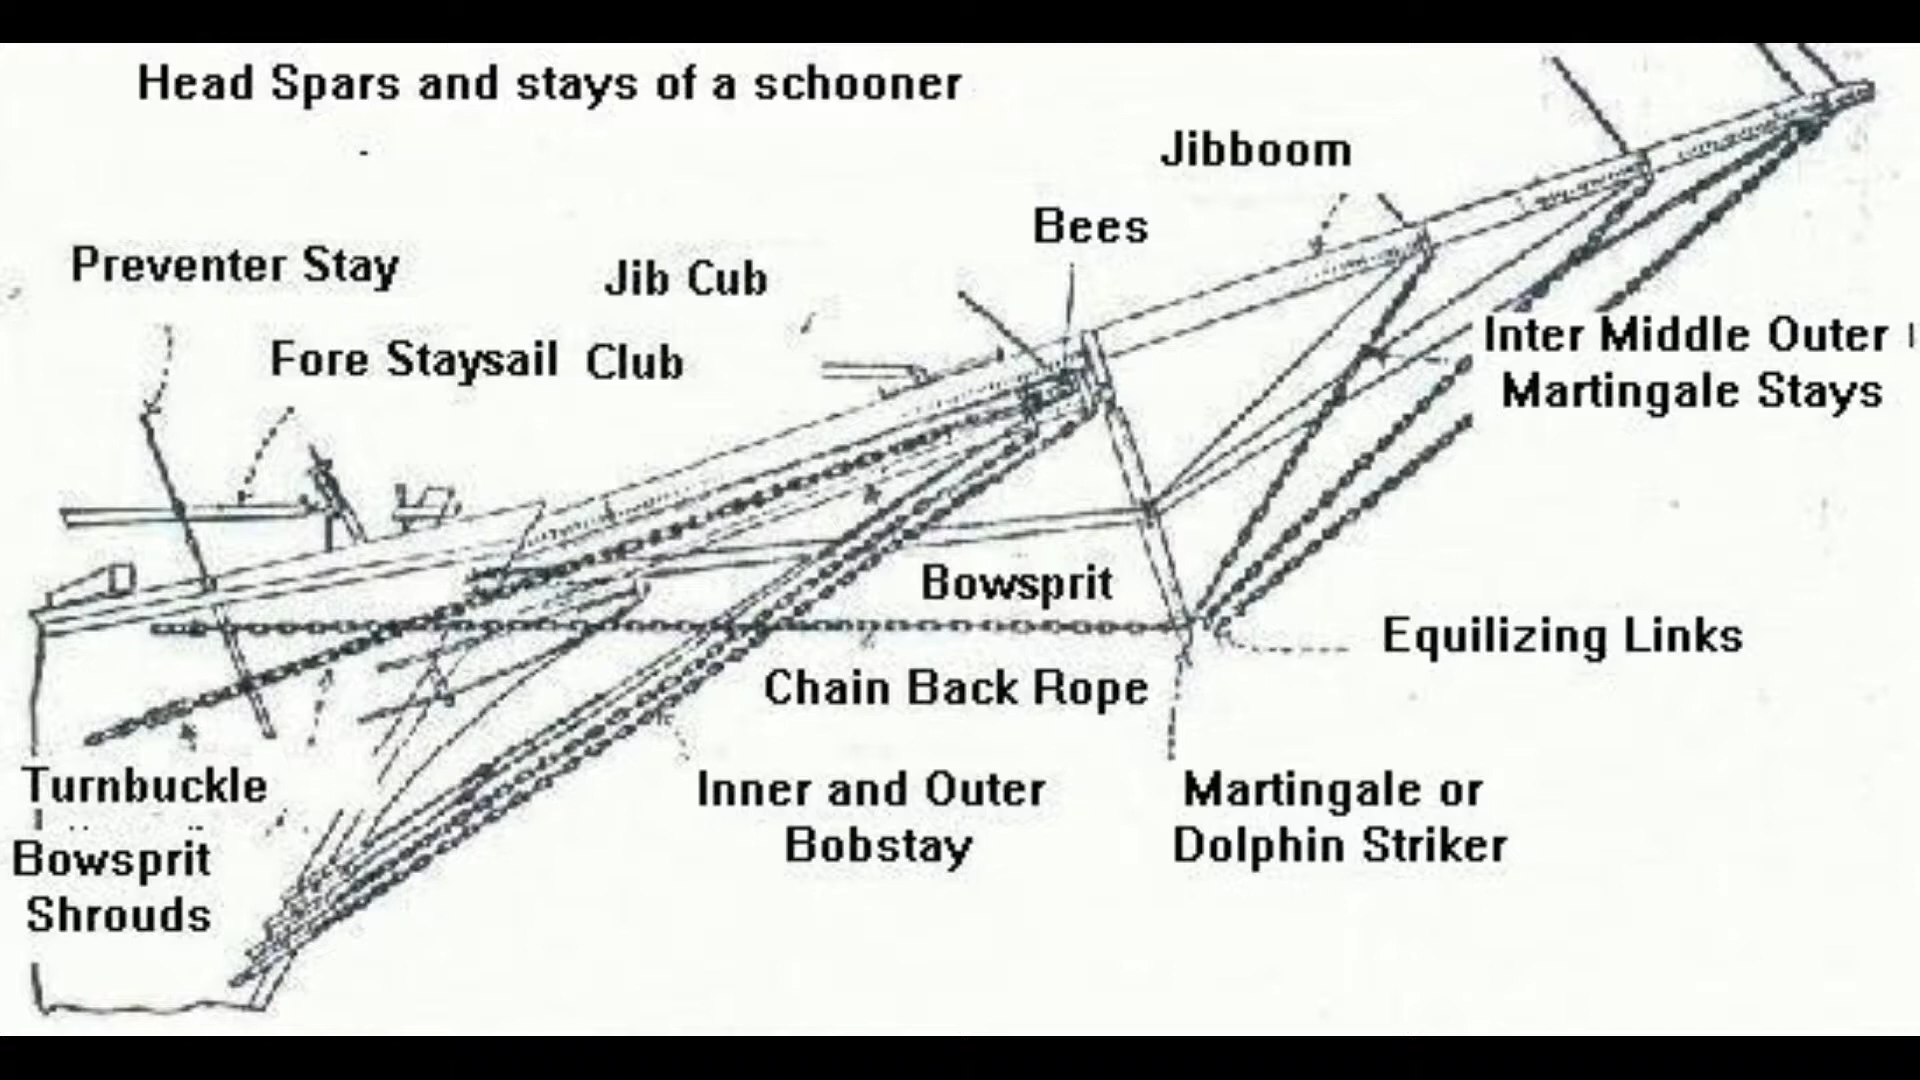 Head Spars and stays of a schooner
Jibboom
Bees
Preventer Stay
Jib Cub
Fore Staysail Club
Inter Middle Outer
Martingale Stays
Bowsprit
Equilizing Links
Chain Back Rope
Turnbuckle
Inner and Outer
Bobstay
Martingale or
Dolphin Striker
Bowsprit
Shrouds